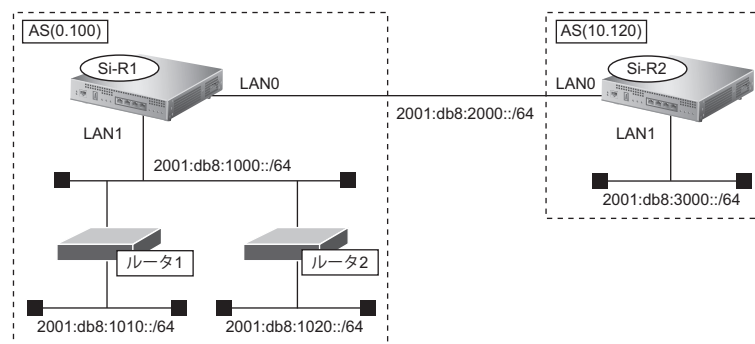 AS(0.100)
AS(10.120)
Si-R1
Si-R2
LAN0
LAN0
2001:db8:2000::/64
LAN1
LAN1
2001:db8:1000::/64
2001:db8:3000::/64
ルータ1
ルータ2
2001:db8:1010::/64
2001:db8:1020::/64